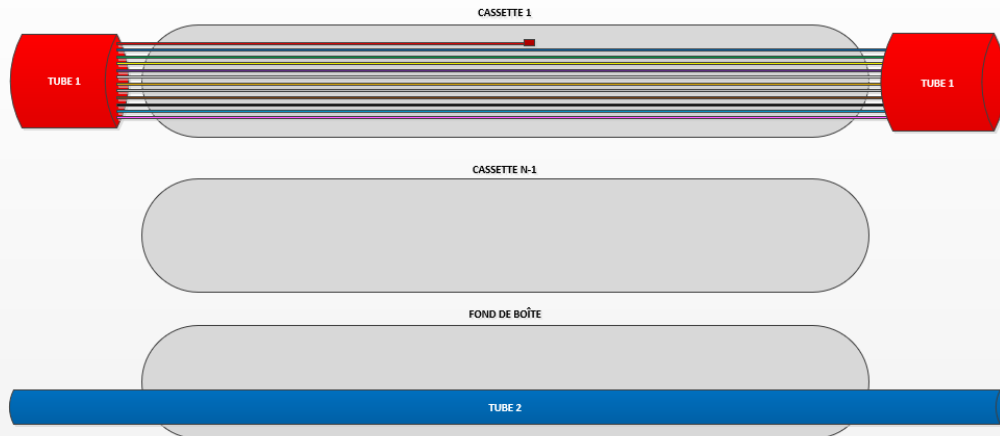 CASSETTE 1
TUBE 1
TUBE 1
CASSETTE N-1
FOND DE BOÎTE
TUBE 2